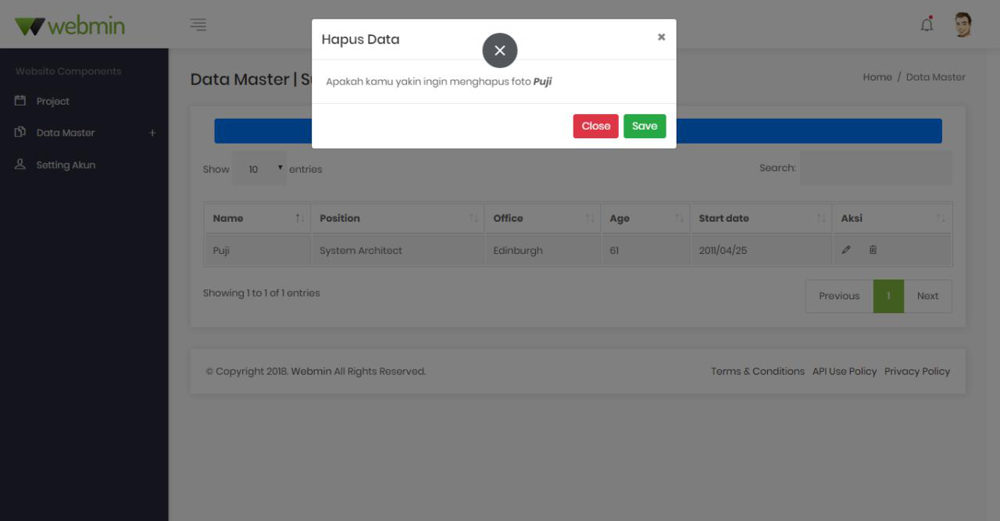 webmin
Hapus Data ×
Apakah kamu yakin ingin menghapus foto Puji
Close Save
Website Components
Project
Data Master +
Setting Akun
Data Master |
Home / Data Master
Show 10 entries
Search:
Name Position Office Age Start date Aksi
Puji System Architect Edinburgh 61 2011/04/25
Showing 1 to 1 of 1 entries
Previous 1 Next
© Copyright 2018. Webmin All Rights Reserved.
Terms & Conditions API Use Policy Privacy Policy